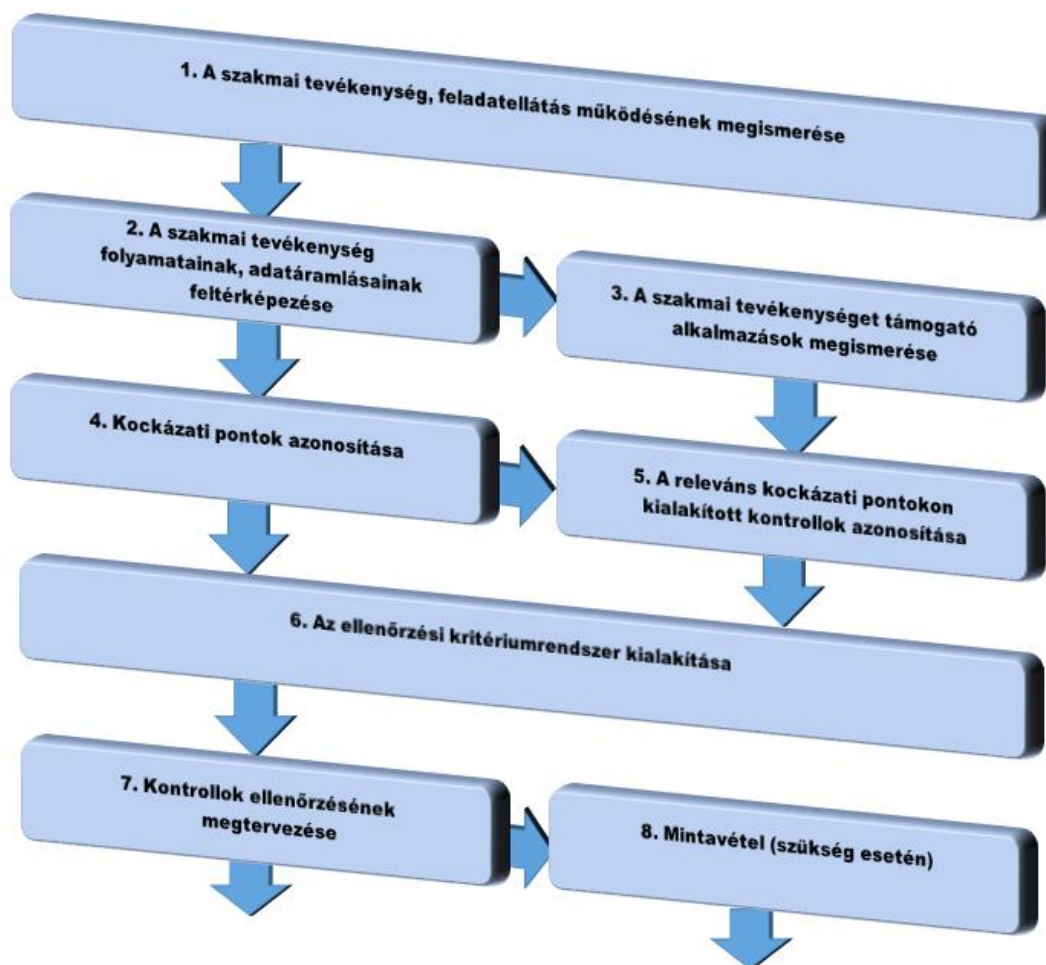 1. A szakmai tevékenység, feladatellátás működésének megismerése
2. A szakmai tevékenység
folyamatainak, adatáramlásainak
feltérképezése
3. A szakmai tevékenységet támogató
alkalmazások megismerése
4. Kockázati pontok azonosítása
5. A releváns kockázati pontokon
kialakított kontrollok azonosítása
6. Az ellenőrzési kritériumrendszer kialakítása
7. Kontrollok ellenőrzésének
megtervezése
8. Mintavétel (szükség esetén)